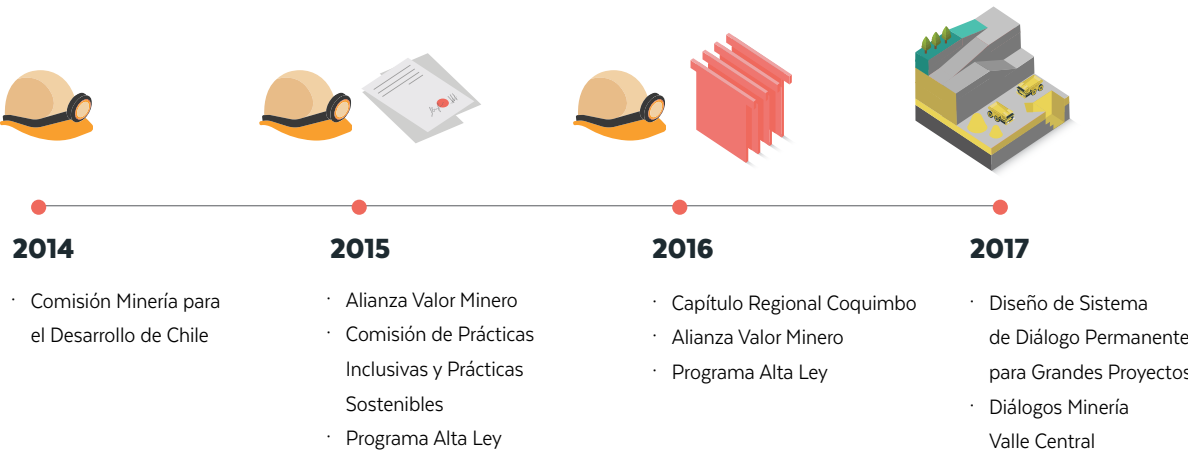 2014
· Comisión Minería para
el Desarrollo de Chile
2015
· Alianza Valor Minero
· Comisión de Prácticas
Inclusivas y Prácticas
Sostenibles
· Programa Alta Ley
2016
· Capítulo Regional Coquimbo
· Alianza Valor Minero
· Programa Alta Ley
2017
· Diseño de Sistema
de Diálogo Permanente
para Grandes Proyectos
· Diálogos Minería
Valle Central